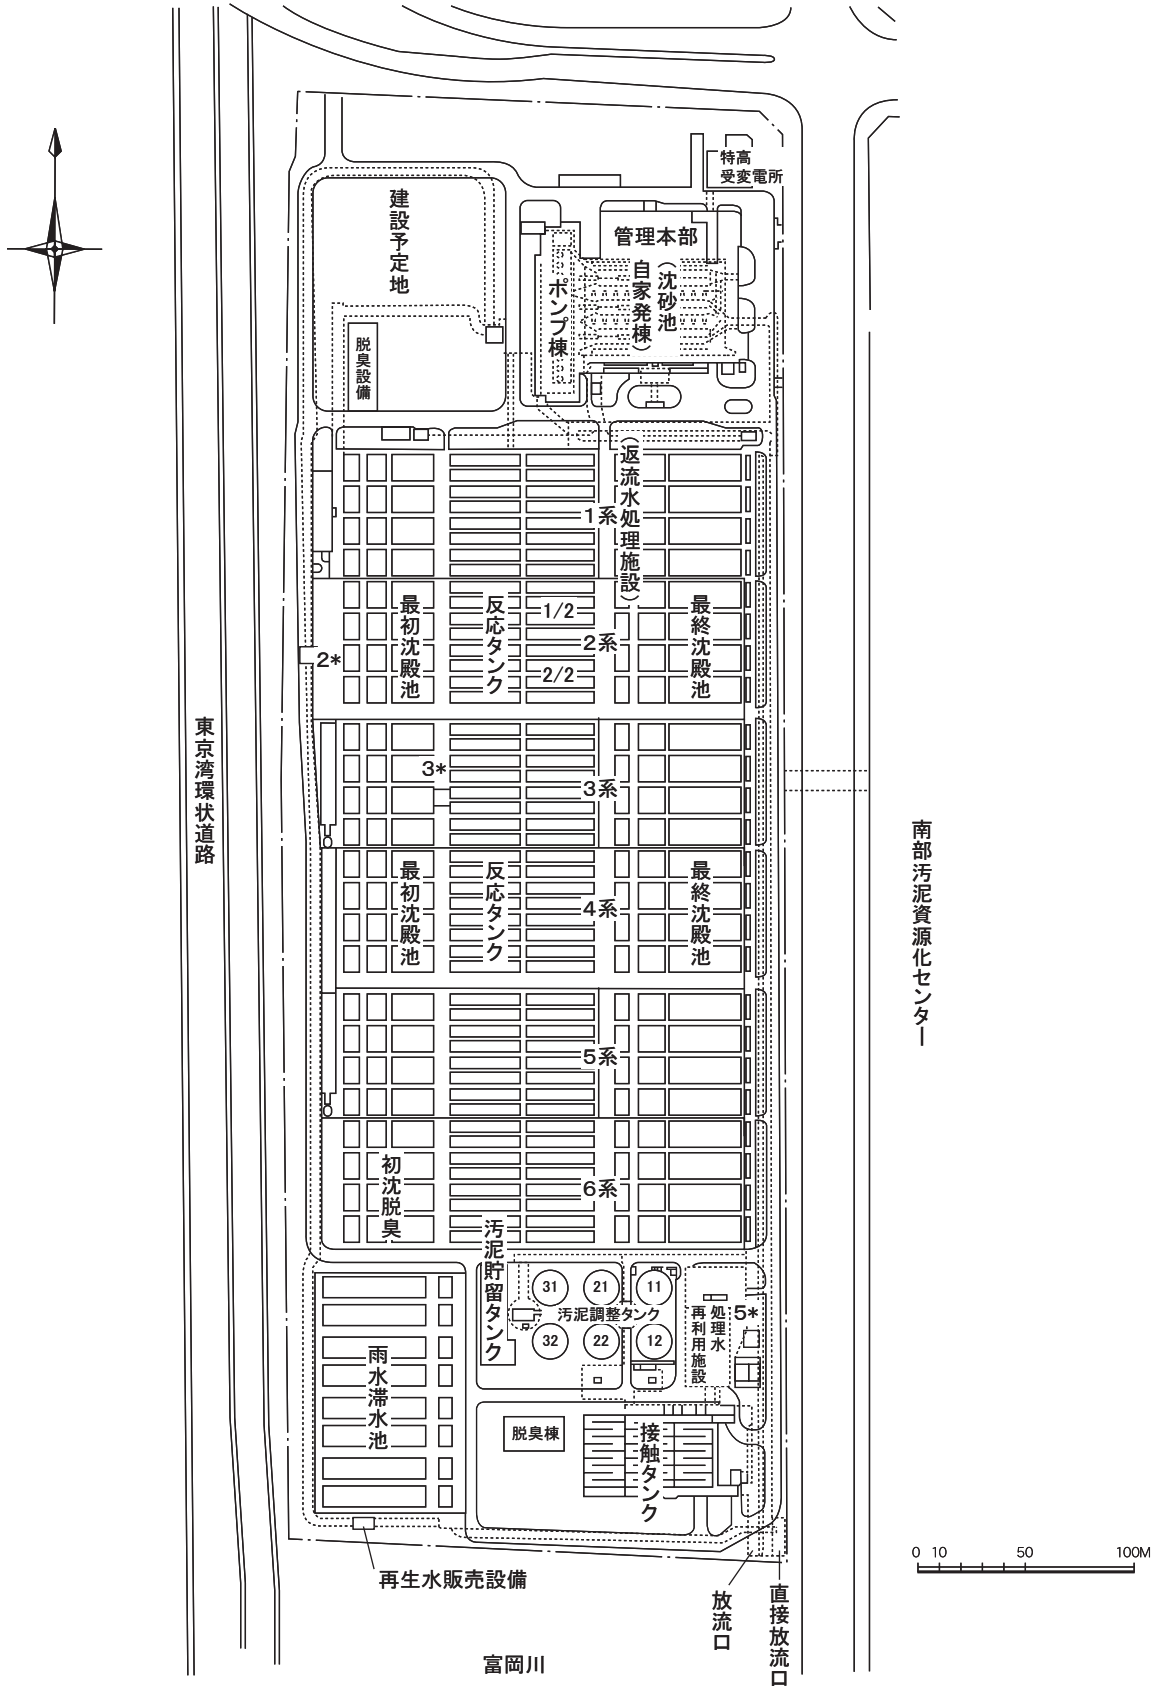 特高
受変電所
建設予定地
管理本部
(沈砂池
自家発棟)
ポンプ棟
脱臭設備
(返流水処理施設)
1系
最初沈殿池
反応タンク
1/2
2系
2/2
最終沈殿池
2*
東京湾環状道路
3*
3系
南部汚泥資源化センター
最初沈殿池
反応タンク
4系
最終沈殿池
5系
初沈脱臭
6系
汚泥貯留タンク
31
21
11
汚泥調整タンク
32
22
12
処理水
再利用施設
5*
雨水滞水池
脱臭棟
接触タンク
再生水販売設備
放流口
直接放流口
0 10 50 100M
富岡川